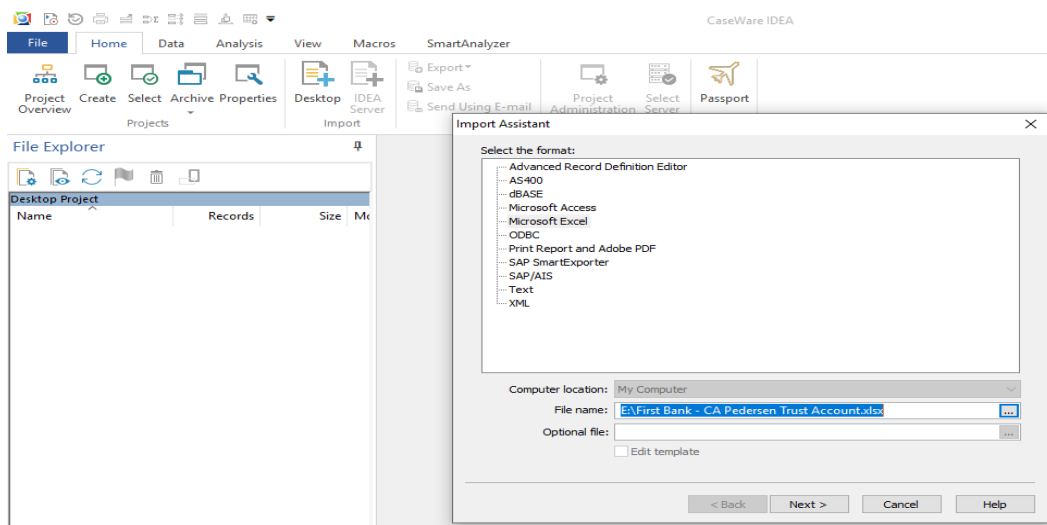 CaseWare IDEA
File Home Data Analysis View Macros SmartAnalyzer
Project Overview Create Select Archive Properties Desktop IDEA Server Export Save As Send Using E-mail Project Administration Select Server Passport
Projects Import
File Explorer
Desktop Project
Name Records Size Mo
Import Assistant
Select the format:
Advanced Record Definition Editor
AS400
dBASE
Microsoft Access
Microsoft Excel
ODBC
Print Report and Adobe PDF
SAP SmartExporter
SAP/AIS
Text
XML
Computer location: My Computer
File name: E:\First Bank - CA Pedersen Trust Account.xlsx ...
Optional file: ...
Edit template
< Back Next > Cancel Help